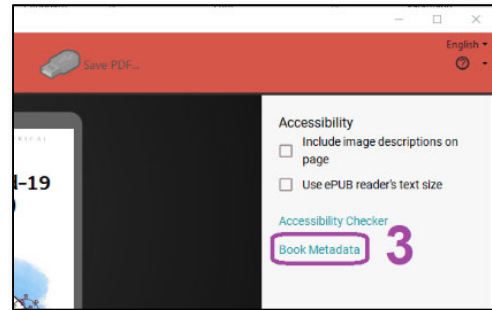 English
Save PDF...
Accessibility
Include image descriptions on
page
Use ePUB reader's text size
Accessibility Checker
Book Metadata
3
d-19
)